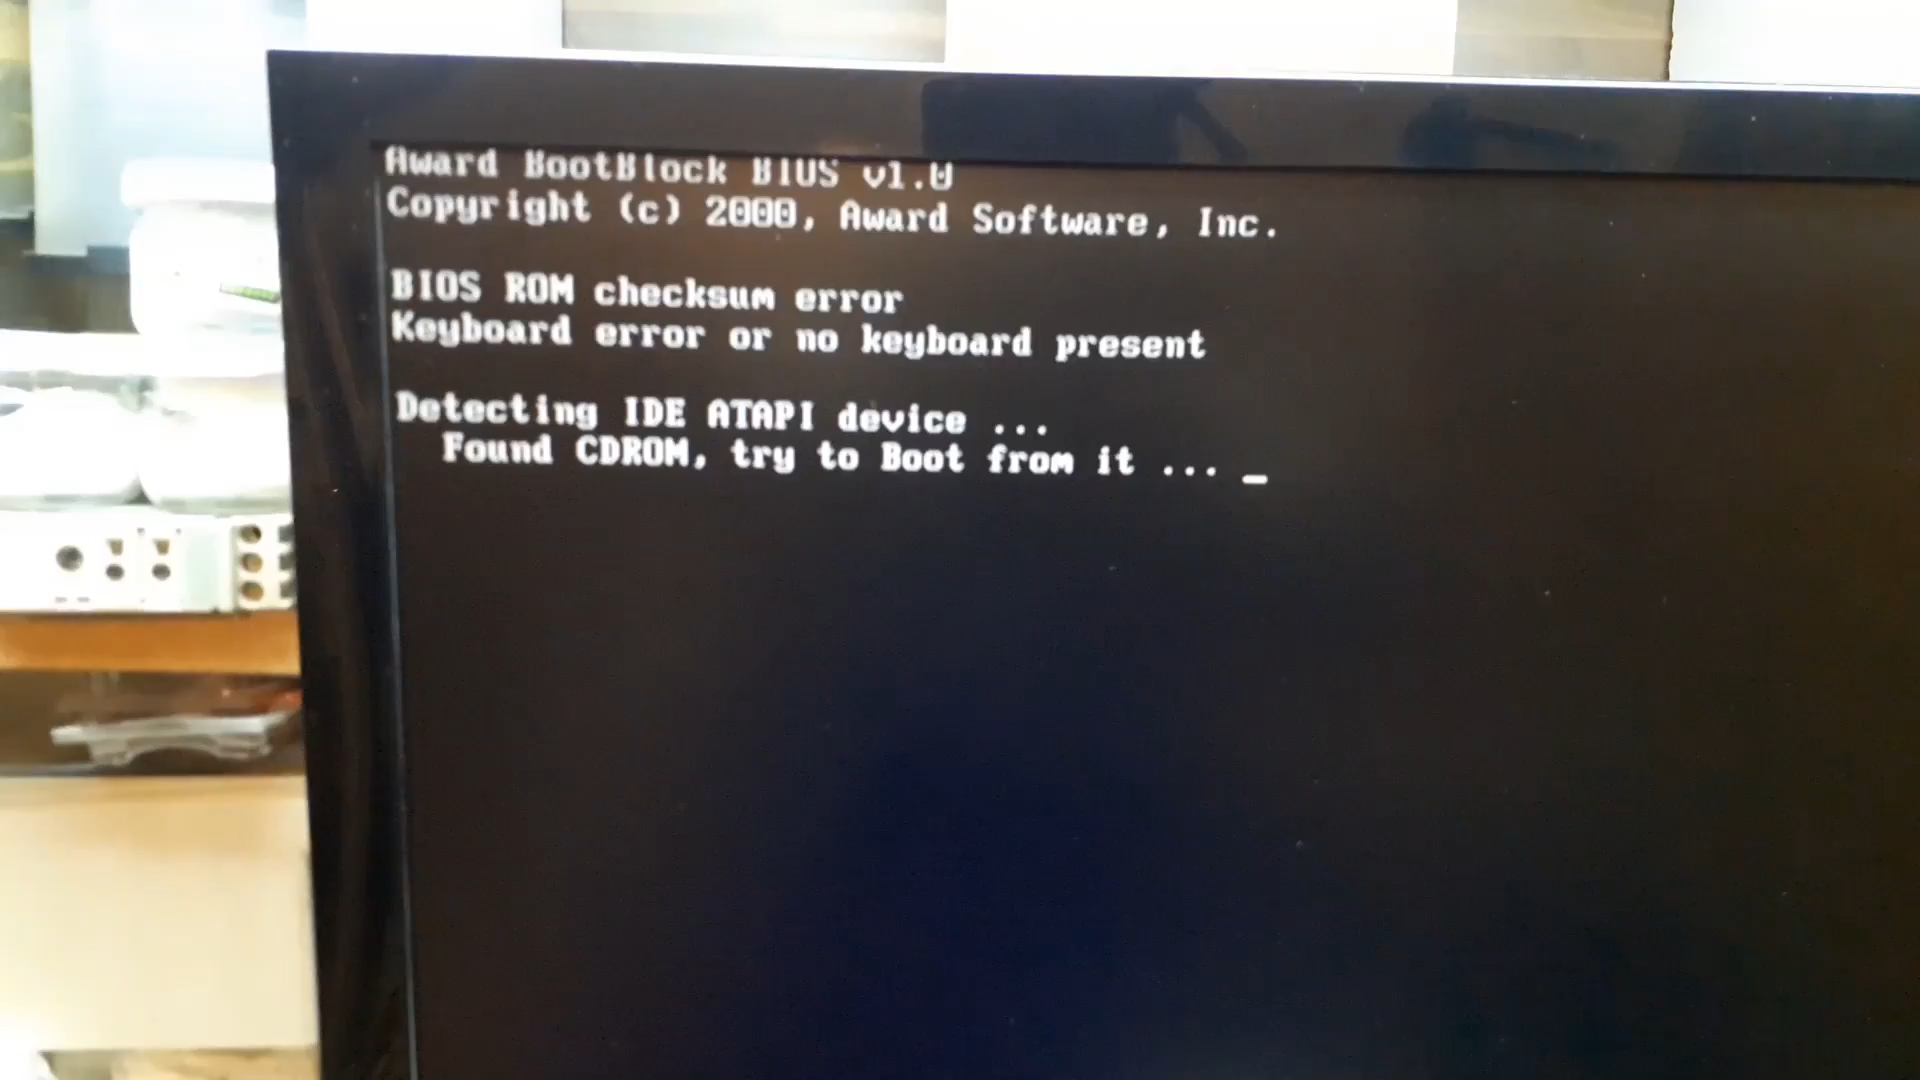 Award BootBlock BIOS v1.0
Copyright (c) 2000, Award Software, Inc.
BIOS ROM checksum error
Keyboard error or no keyboard present
Detecting IDE ATAPI device ...
Found CDROM, try to Boot from it ... _